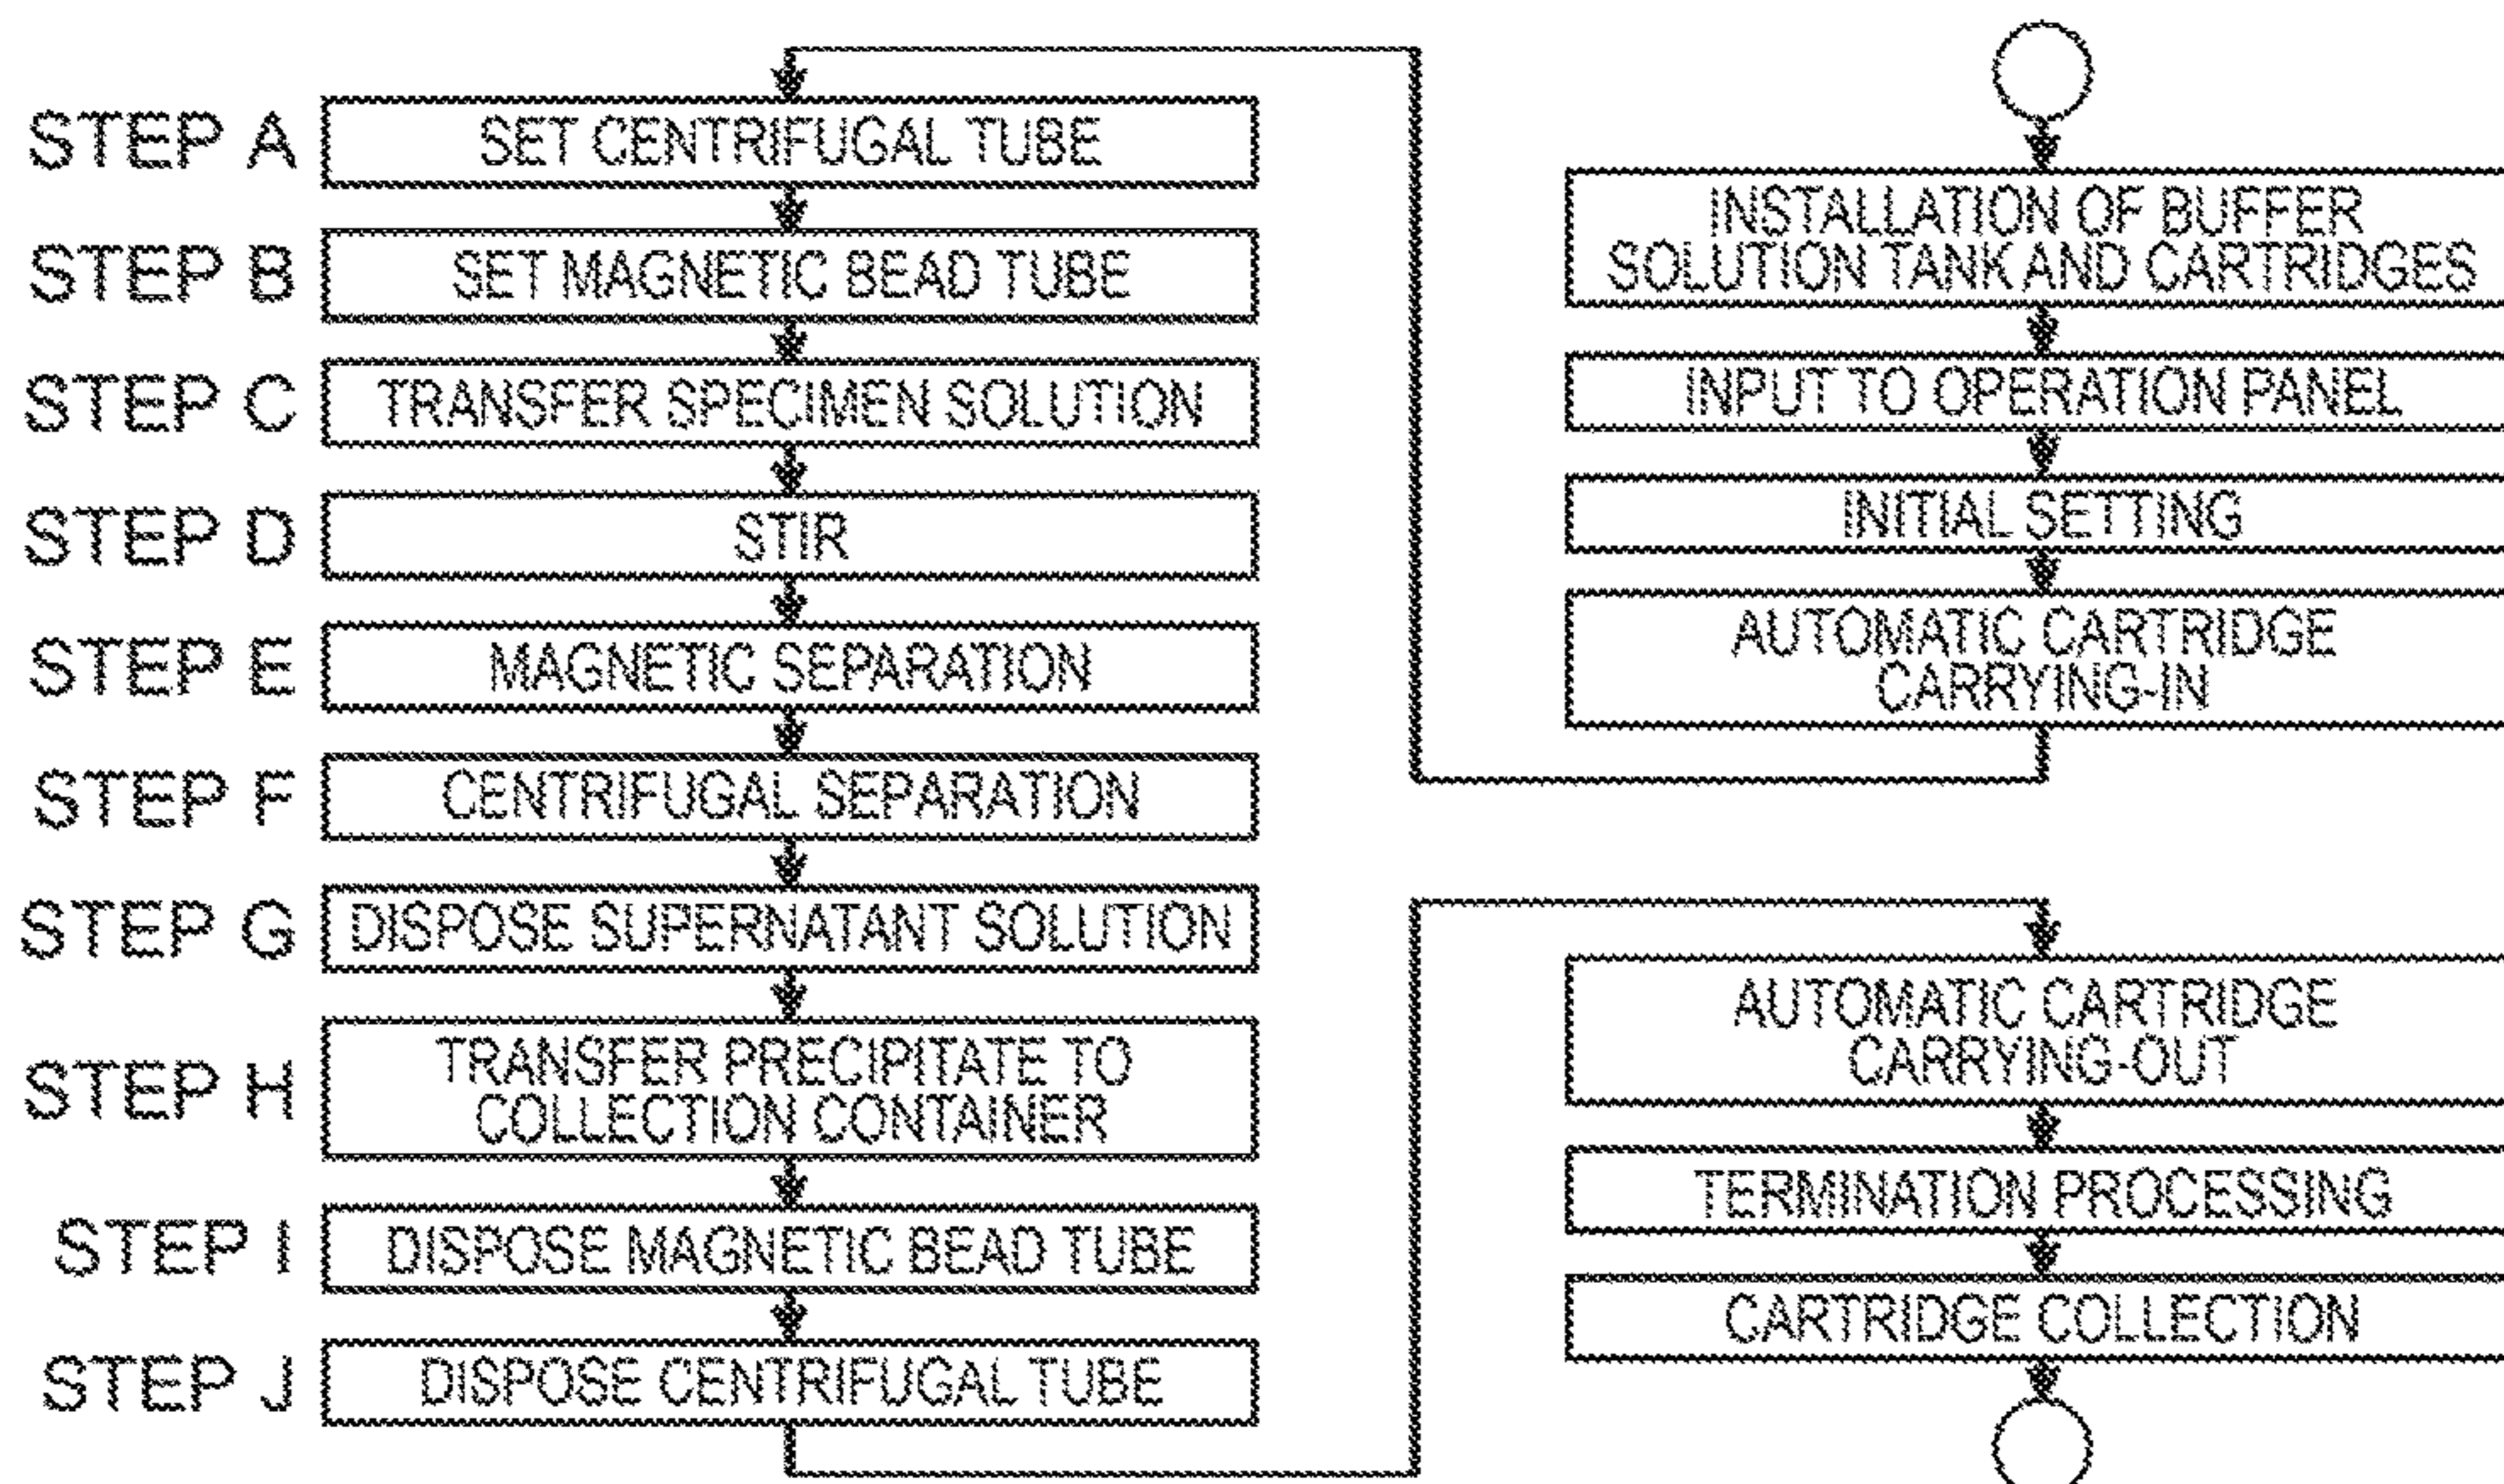 STEP A SET CENTRIFUGAL TUBE
STEP B SET MAGNETIC BEAD TUBE
STEP C TRANSFER SPECIMEN SOLUTION
STEP D STIR
STEP E MAGNETIC SEPARATION
STEP F CENTRIFUGAL SEPARATION
STEP G DISPOSE SUPERNATANT SOLUTION
STEP H TRANSFER PRECIPITATE TO
COLLECTION CONTAINER
STEP I DISPOSE MAGNETIC BEAD TUBE
STEP J DISPOSE CENTRIFUGAL TUBE
INSTALLATION OF BUFFER
SOLUTION TANK AND CARTRIDGES
INPUT TO OPERATION PANEL
INITIAL SETTING
AUTOMATIC CARTRIDGE
CARRYING-IN
AUTOMATIC CARTRIDGE
CARRYING-OUT
TERMINATION PROCESSING
CARTRIDGE COLLECTION